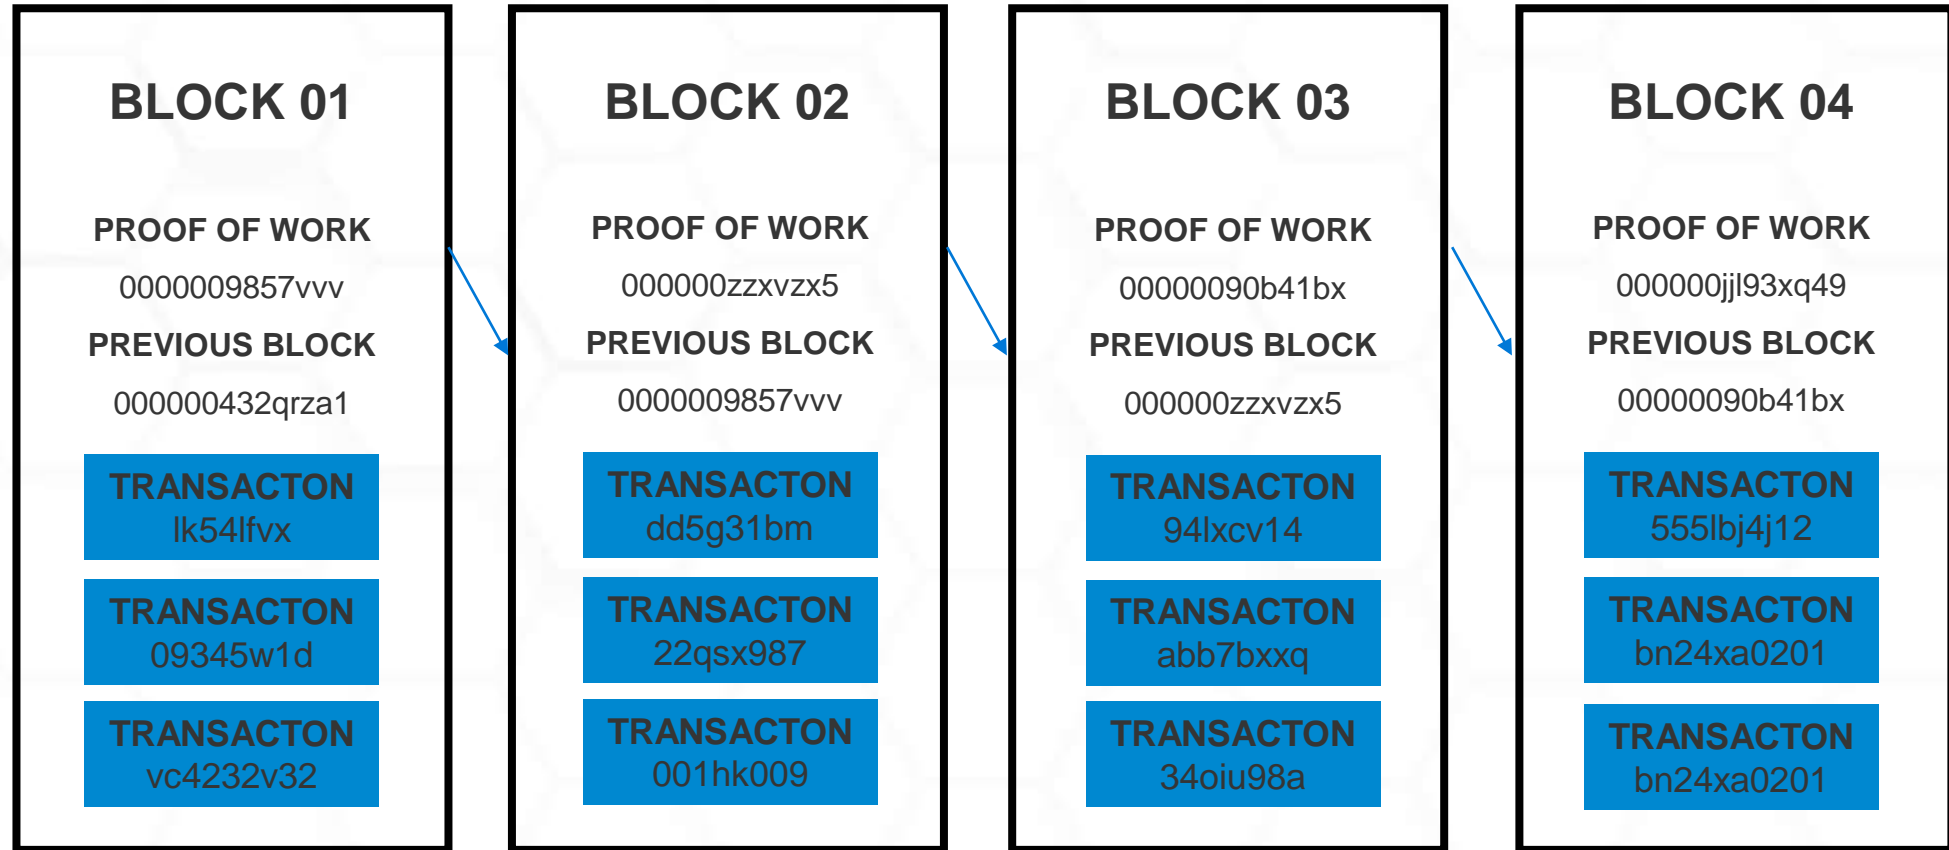 BLOCK 01
PROOF OF WORK
0000009857vvv
PREVIOUS BLOCK
000000432qrza1
TRANSACTON
lk54lfvx
TRANSACTON
09345w1d
TRANSACTON
vc4232v32
BLOCK 02
PROOF OF WORK
000000zzxvzx5
PREVIOUS BLOCK
0000009857vvv
TRANSACTON
dd5g31bm
TRANSACTON
22qsx987
TRANSACTON
001hk009
BLOCK 03
PROOF OF WORK
00000090b41bx
PREVIOUS BLOCK
000000zzxvzx5
TRANSACTON
94lxcv14
TRANSACTON
abb7bxxq
TRANSACTON
34oiu98a
BLOCK 04
PROOF OF WORK
000000jjl93xq49
PREVIOUS BLOCK
00000090b41bx
TRANSACTON
555lbj4j12
TRANSACTON
bn24xa0201
TRANSACTON
bn24xa0201